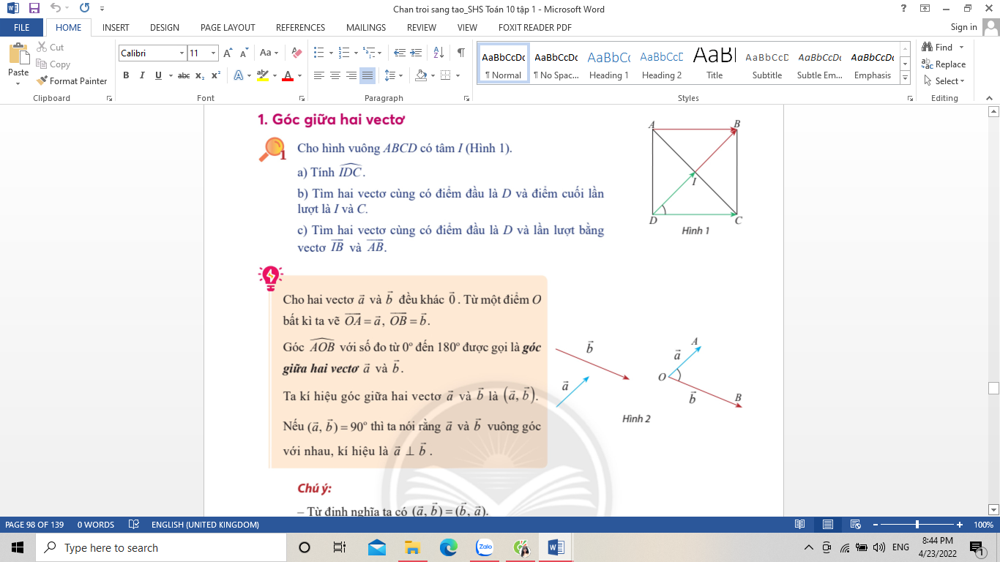 Chan troi sang tao_SHS Toán 10 tập 1 - Microsoft Word
FILE HOME INSERT DESIGN PAGE LAYOUT REFERENCES MAILINGS REVIEW VIEW FOXIT READER PDF Sign in
Paste
Cut
Copy
Format Painter
Clipboard
Calibri 11
Font
Paragraph
AaBbCcDc AaBbCcDc AaBbCc AaBbCcD AaBl AaBbCcD AaBbCcDc AaBbCcDc
¶ Normal ¶ No Spac... Heading 1 Heading 2 Title Subtitle Subtle Em... Emphasis
Styles
Find
Replace
Select
Editing
1. Góc giữa hai vectơ
1
Cho hình vuông ABCD có tâm I (Hình 1).
a) Tính $\widehat{IDC}$.
b) Tìm hai vectơ cùng có điểm đầu là D và điểm cuối lần
lượt là I và C.
c) Tìm hai vectơ cùng có điểm đầu là D và lần lượt bằng
vectơ $\overrightarrow{IB}$ và $\overrightarrow{AB}$.
A B
I
D C
Hình 1
Cho hai vectơ $\vec{a}$ và $\vec{b}$ đều khác $\vec{0}$. Từ một điểm O
bất kì ta vẽ $\overrightarrow{OA} = \vec{a}$, $\overrightarrow{OB} = \vec{b}$.
Góc $\widehat{AOB}$ với số đo từ 0° đến 180° được gọi là góc
giữa hai vectơ $\vec{a}$ và $\vec{b}$.
Ta kí hiệu góc giữa hai vectơ $\vec{a}$ và $\vec{b}$ là $(\vec{a}, \vec{b})$.
Nếu $(\vec{a}, \vec{b}) = 90°$ thì ta nói rằng $\vec{a}$ và $\vec{b}$ vuông góc
với nhau, kí hiệu là $\vec{a} \perp \vec{b}$.
$\vec{b}$
$\vec{a}$
A
$\vec{a}$
O
$\vec{b}$
B
Hình 2
Chú ý:
– Từ định nghĩa ta có $(\vec{a}, \vec{b}) = (\vec{b}, \vec{a})$.
PAGE 98 OF 139 0 WORDS ENGLISH (UNITED KINGDOM) 100%
Type here to search
Zalo
ENG
8:44 PM
4/23/2022
1